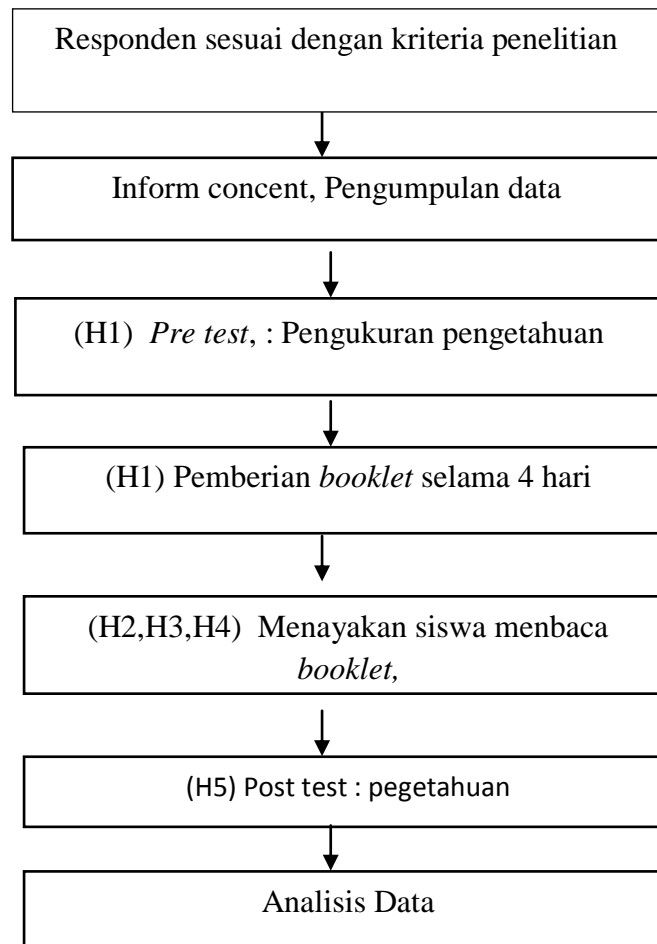 Responden sesuai dengan kriteria penelitian
Inform concent, Pengumpulan data
(H1) Pre test, : Pengukuran pengetahuan
(H1) Pemberian booklet selama 4 hari
(H2,H3,H4) Menayakan siswa menbaca
booklet,
(H5) Post test : pegetahuan
Analisis Data